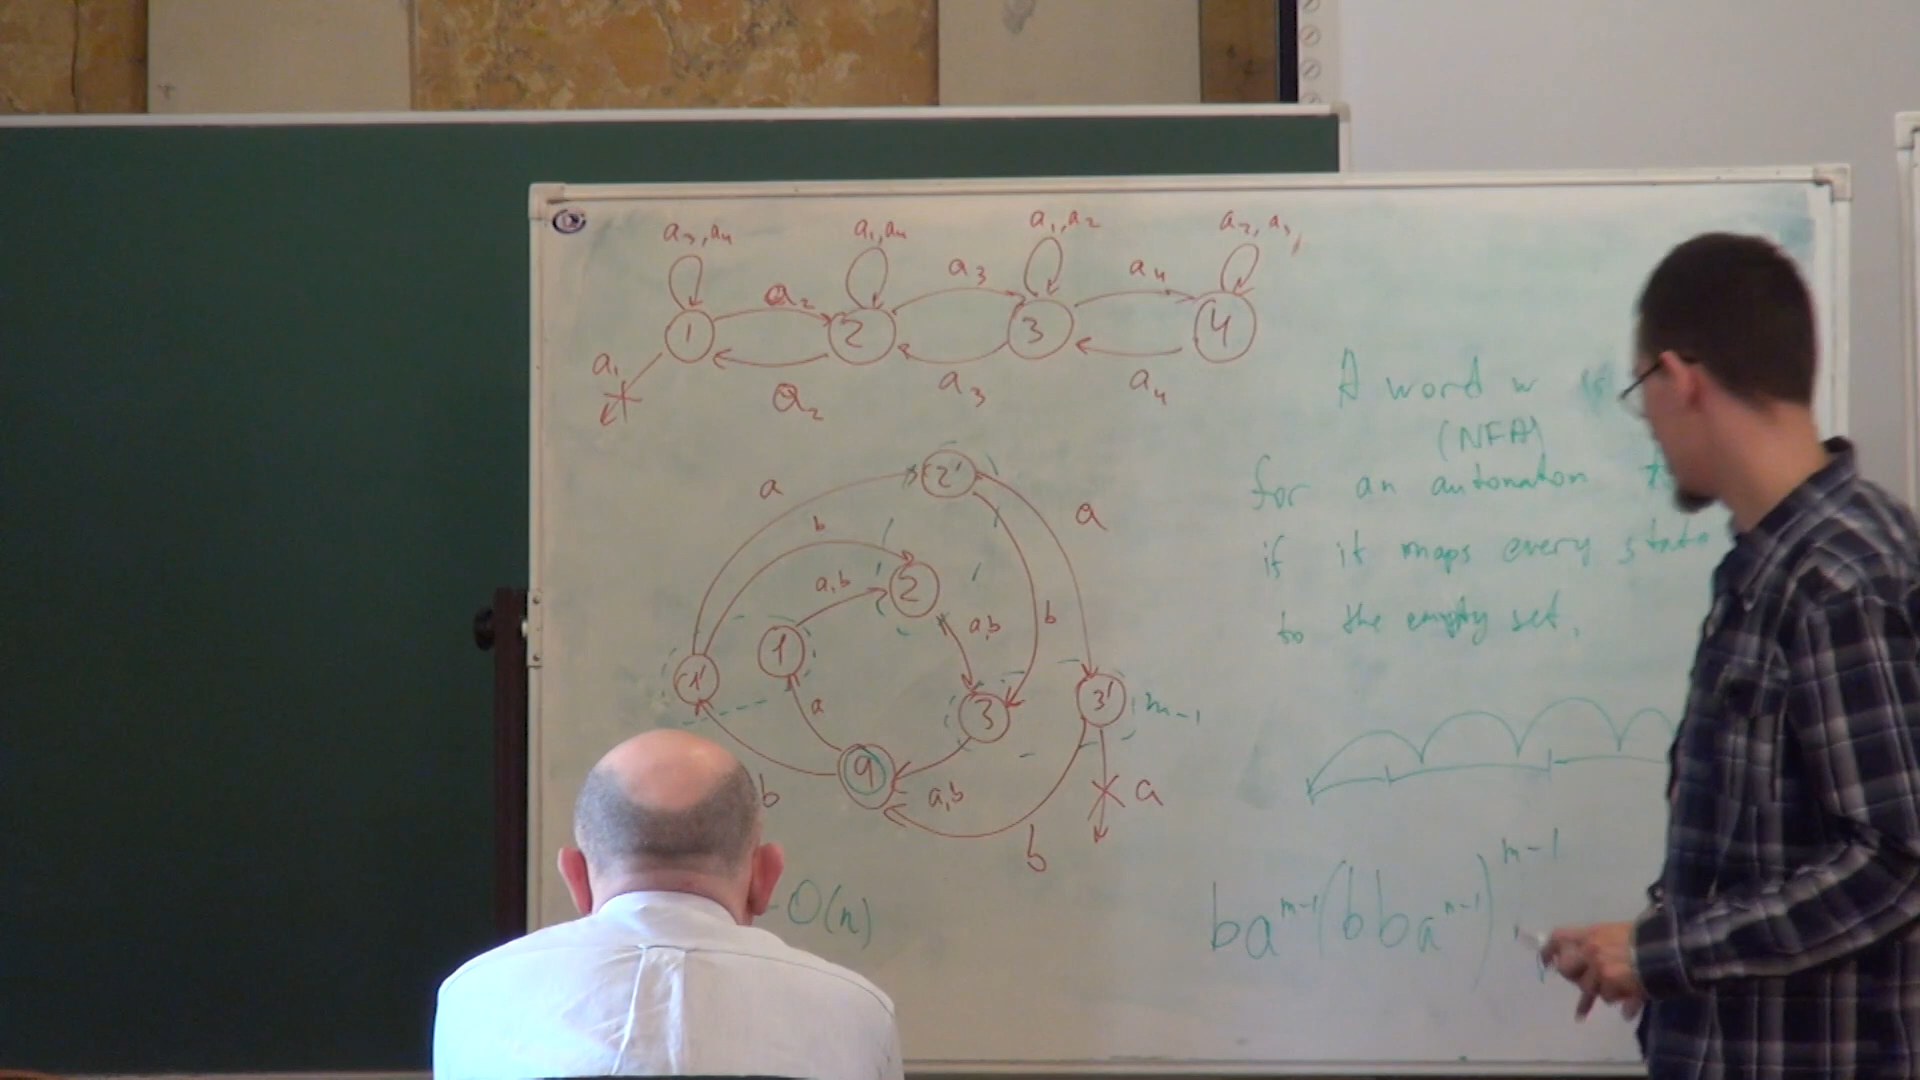 a₃,a₄ a₁,a₄ a₁,a₂ a₂,a₃,
a₂ a₃ a₄
1 2 3 4
a₁
a₂ a₃ a₄
A word w is
(NFA)
for an automaton
if it maps every state
to the empty set.
2'
a a
b
2
a,b a,b b
1
1' 3 3' m-1
a
q
b a,b a
b
O(n)
ba^{m-1}(bba^{n-1})^{m-1}